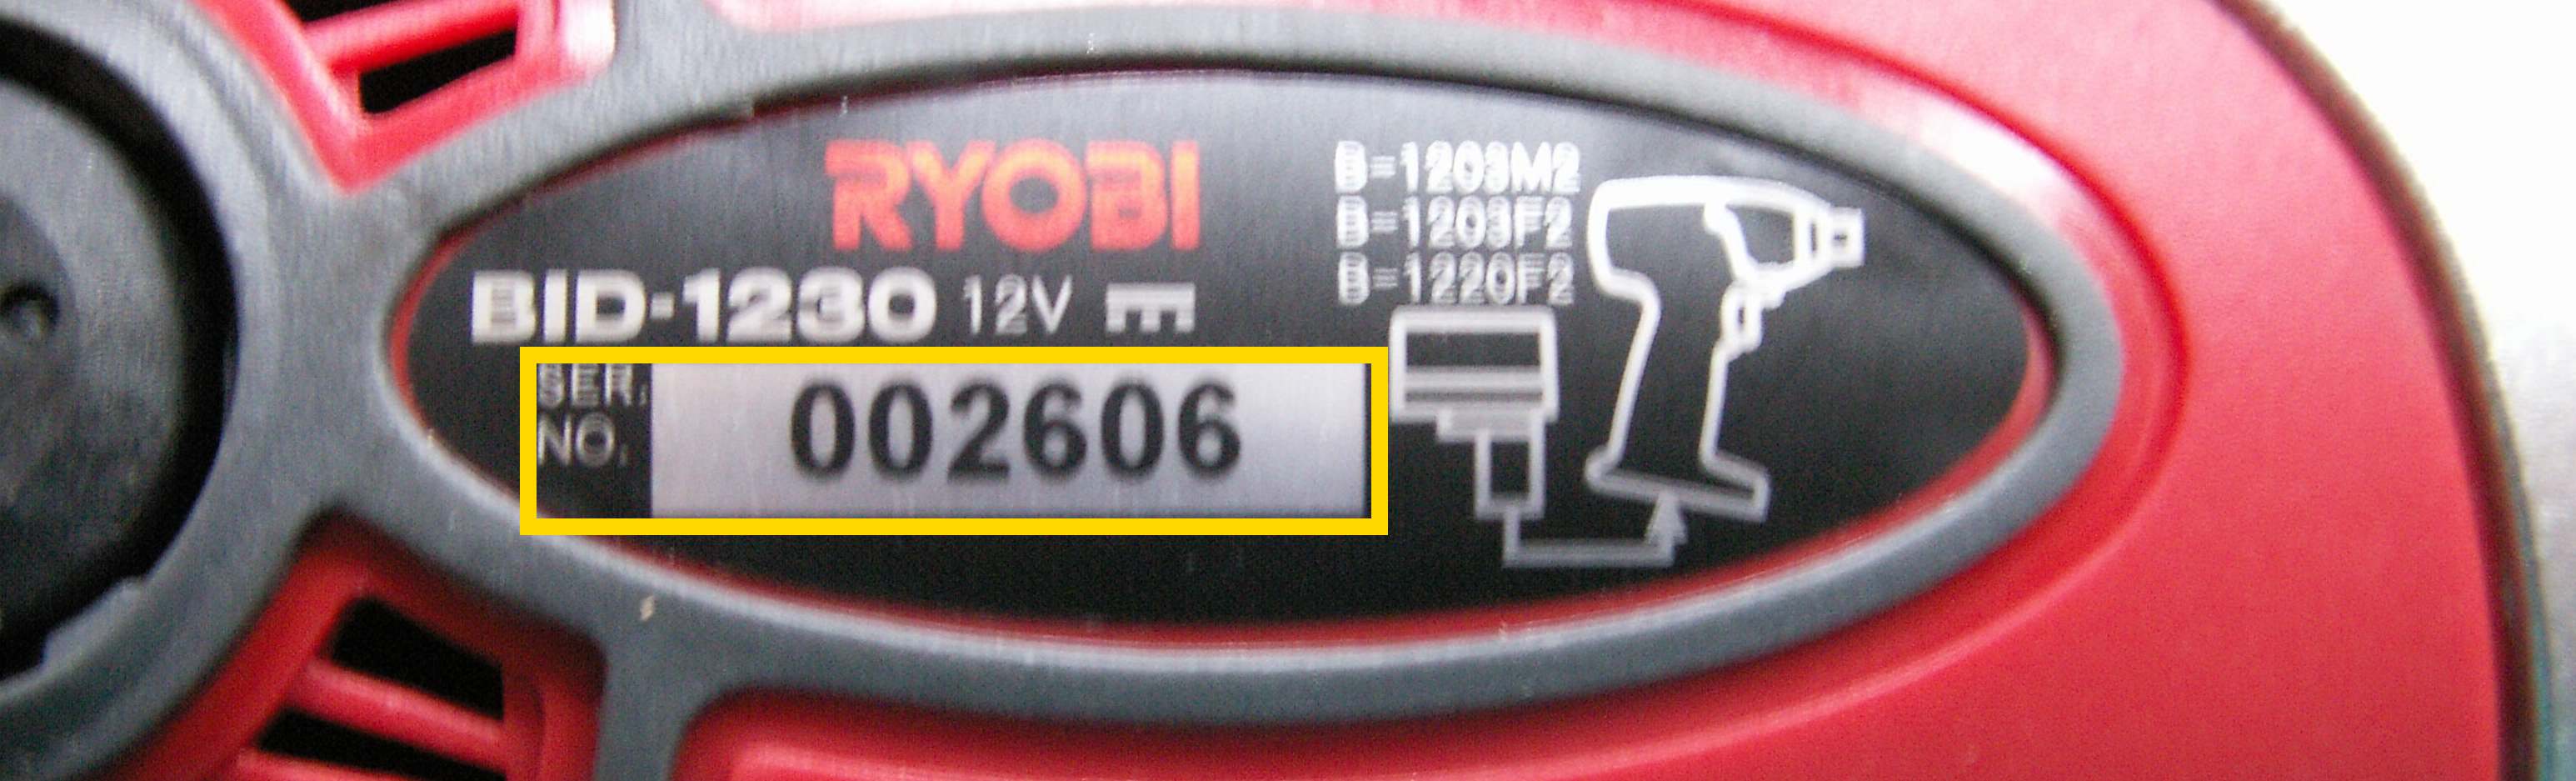 RYOBI
BID-1230 12V
SER.
NO.
002606
B-1203M2
B-1203F2
B-1220F2